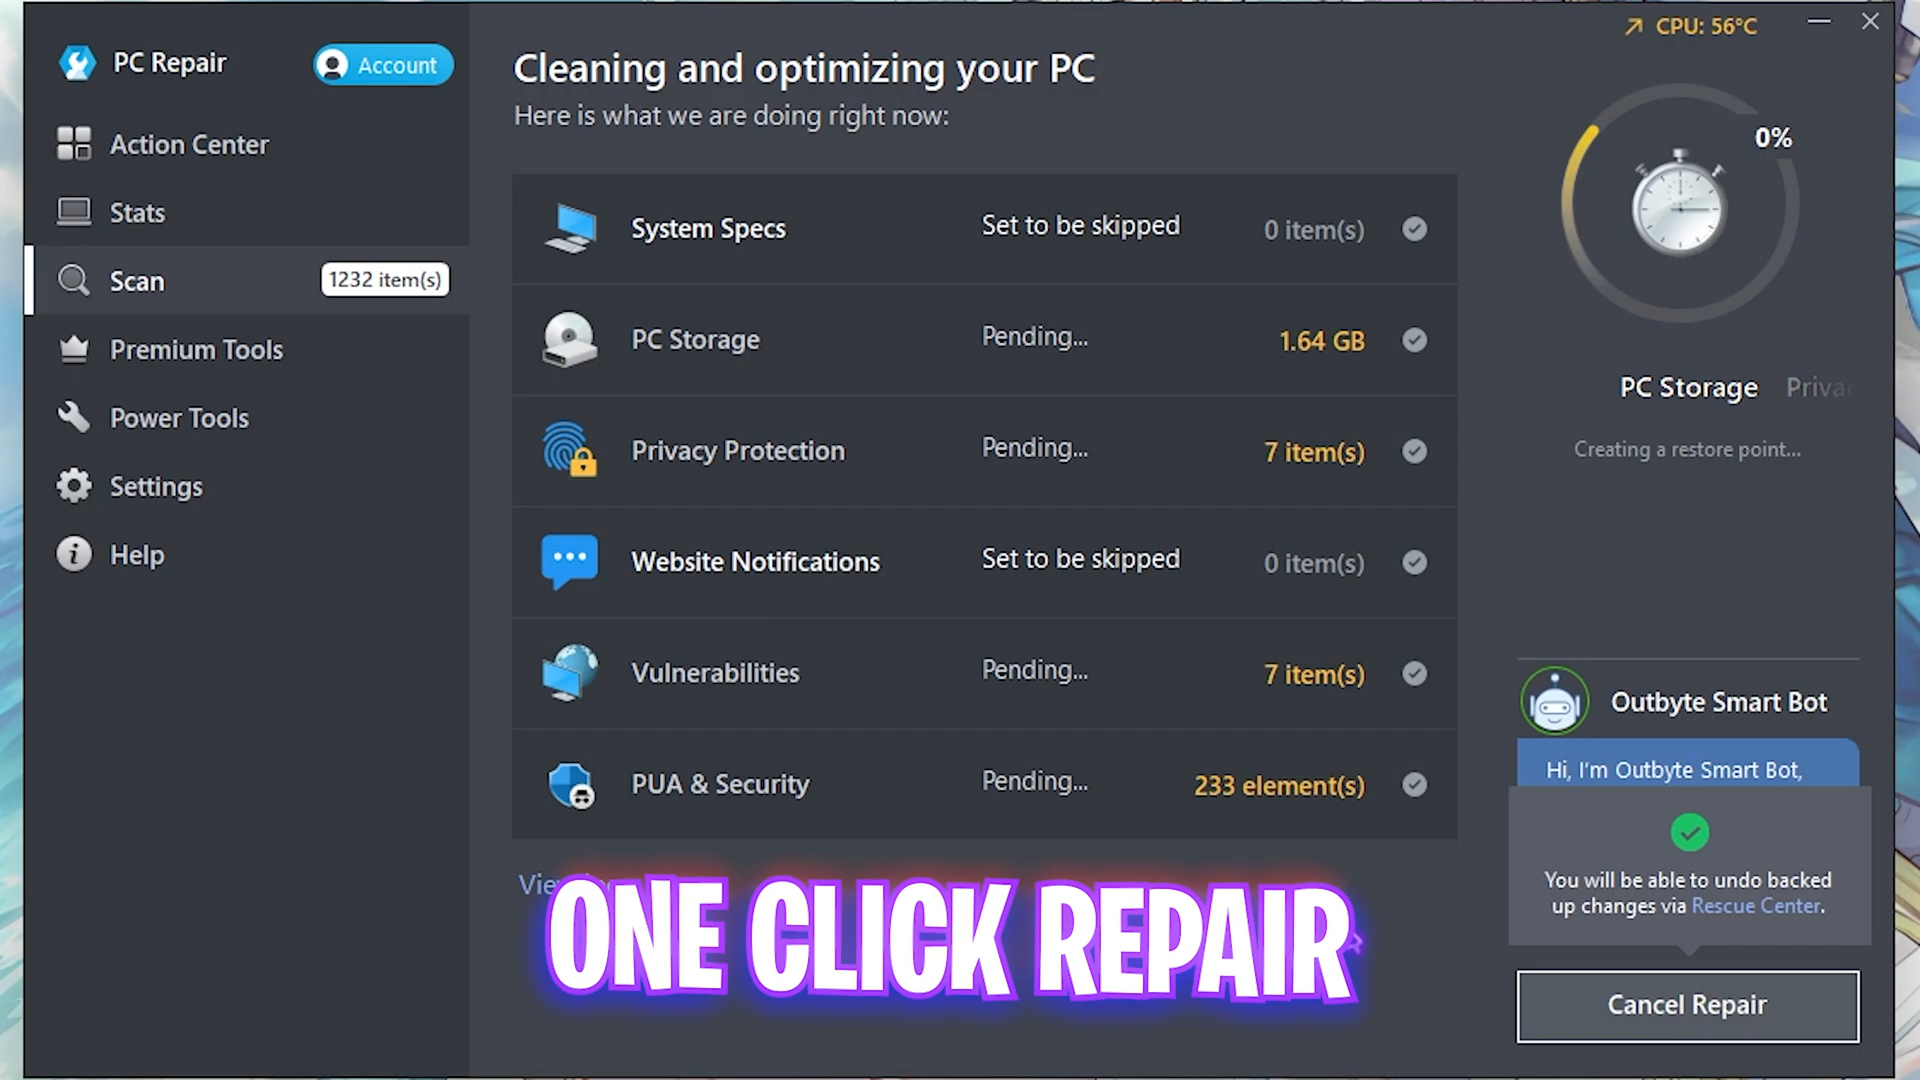 PC Repair
Account
Action Center
Stats
Scan
1232 item(s)
Premium Tools
Power Tools
Settings
Help
CPU: 56°C
Cleaning and optimizing your PC
Here is what we are doing right now:
System Specs Set to be skipped 0 item(s)
PC Storage Pending... 1.64 GB
Privacy Protection Pending... 7 item(s)
Website Notifications Set to be skipped 0 item(s)
Vulnerabilities Pending... 7 item(s)
PUA & Security Pending... 233 element(s)
ONE CLICK REPAIR
0%
PC Storage
Creating a restore point...
Outbyte Smart Bot
Hi, I'm Outbyte Smart Bot,
You will be able to undo backed
up changes via Rescue Center.
Cancel Repair